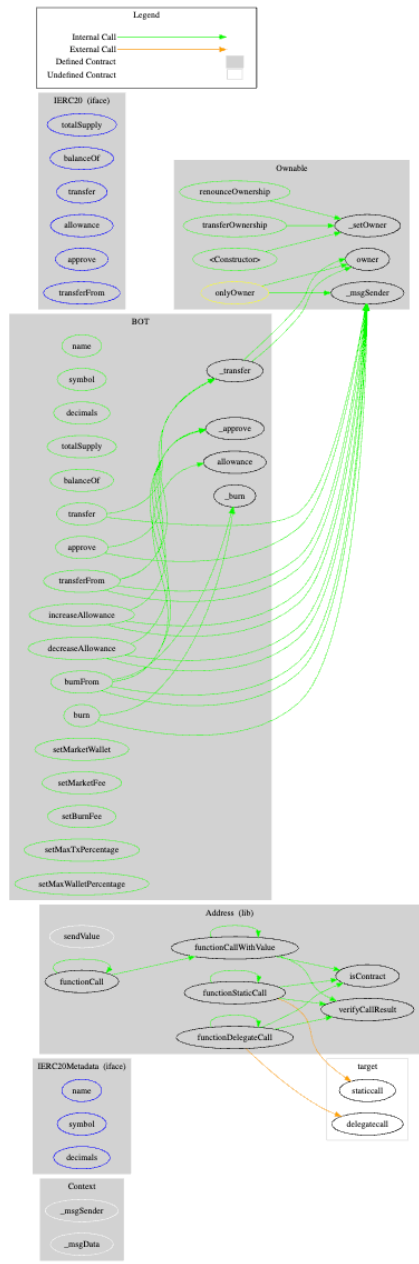 Legend
Internal Call
External Call
Defined Contract
Undefined Contract
IERC20 (iface)
totalSupply
balanceOf
transfer
allowance
approve
transferFrom
Ownable
renounceOwnership
transferOwnership
<Constructor>
onlyOwner
_setOwner
owner
_msgSender
BOT
name
symbol
decimals
totalSupply
balanceOf
transfer
approve
transferFrom
increaseAllowance
decreaseAllowance
burnFrom
burn
setMarketWallet
setMarketFee
setBurnFee
setMaxTxPercentage
setMaxWalletPercentage
_transfer
_approve
allowance
_burn
Address (lib)
sendValue
functionCall
functionCallWithValue
functionStaticCall
functionDelegateCall
isContract
verifyCallResult
target
staticcall
delegatecall
IERC20Metadata (iface)
name
symbol
decimals
Context
_msgSender
_msgData